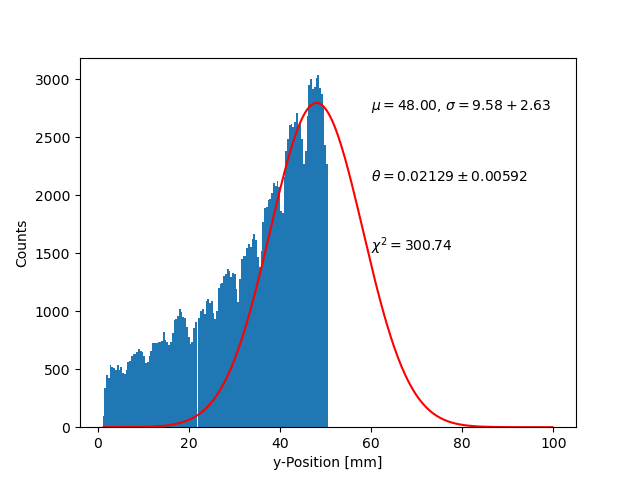 3000
2500
2000
1500
1000
500
0
Counts
μ = 48.00, σ = 9.58 + 2.63
θ = 0.02129 ± 0.00592
χ² = 300.74
0 20 40 60 80 100
y-Position [mm]